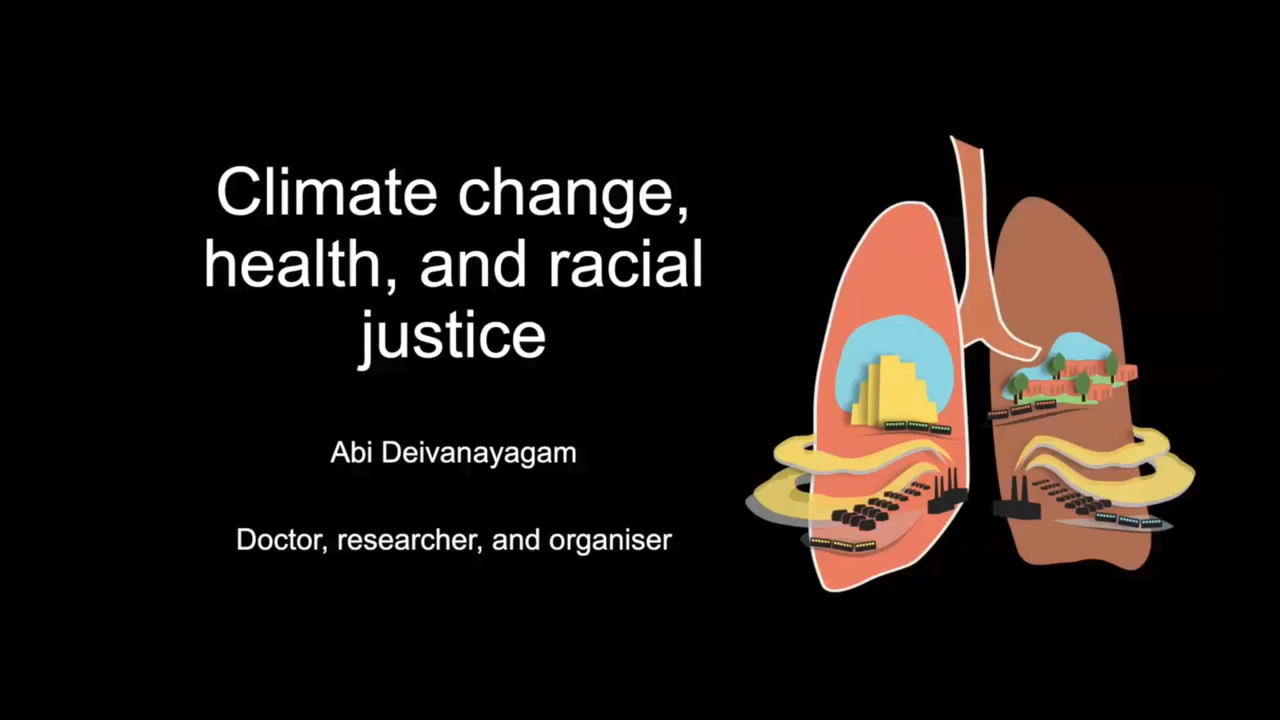 Climate change,
health, and racial
justice
Abi Deivanayagam
Doctor, researcher, and organiser